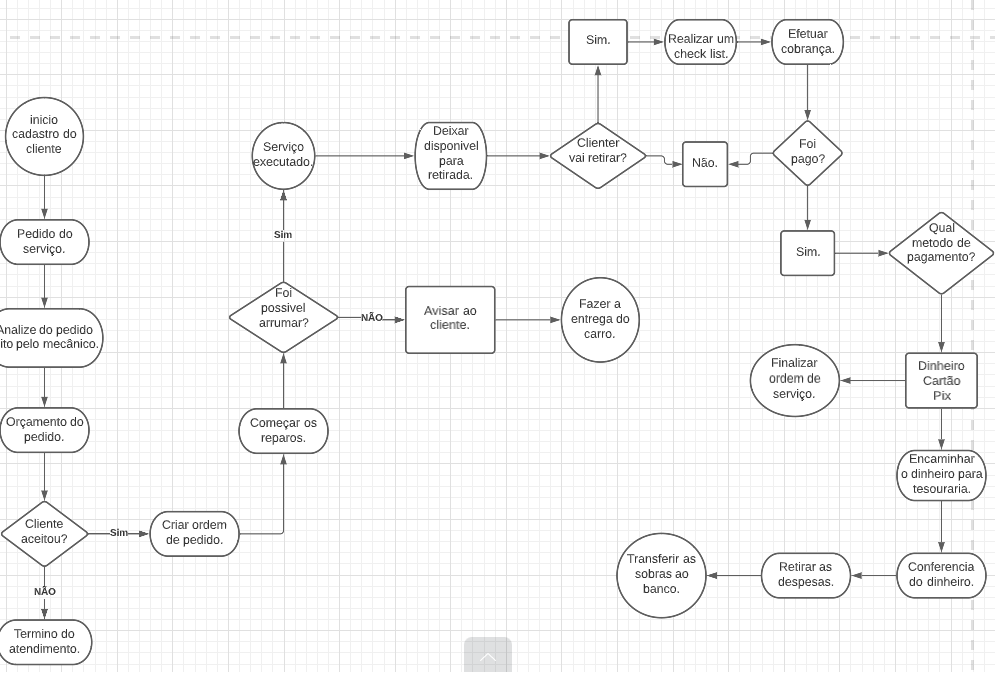 inicio
cadastro do
cliente
Pedido do
serviço.
Analize do pedido
ito pelo mecânico.
Orçamento do
pedido.
Cliente
aceitou?
NÃO
Termino do
atendimento.
Sim
Criar ordem
de pedido.
Começar os
reparos.
Foi
possivel
arrumar?
NÃO
Avisar ao
cliente.
Fazer a
entrega do
carro.
Sim
Serviço
executado.
Deixar
disponivel
para
retirada.
Clienter
vai retirar?
Sim.
Realizar um
check list.
Efetuar
cobrança.
Foi
pago?
Não.
Sim.
Qual
metodo de
pagamento?
Dinheiro
Cartão
Pix
Finalizar
ordem de
serviço.
Encaminhar
o dinheiro para
tesouraria.
Conferencia
do dinheiro.
Retirar as
despesas.
Transferir as
sobras ao
banco.